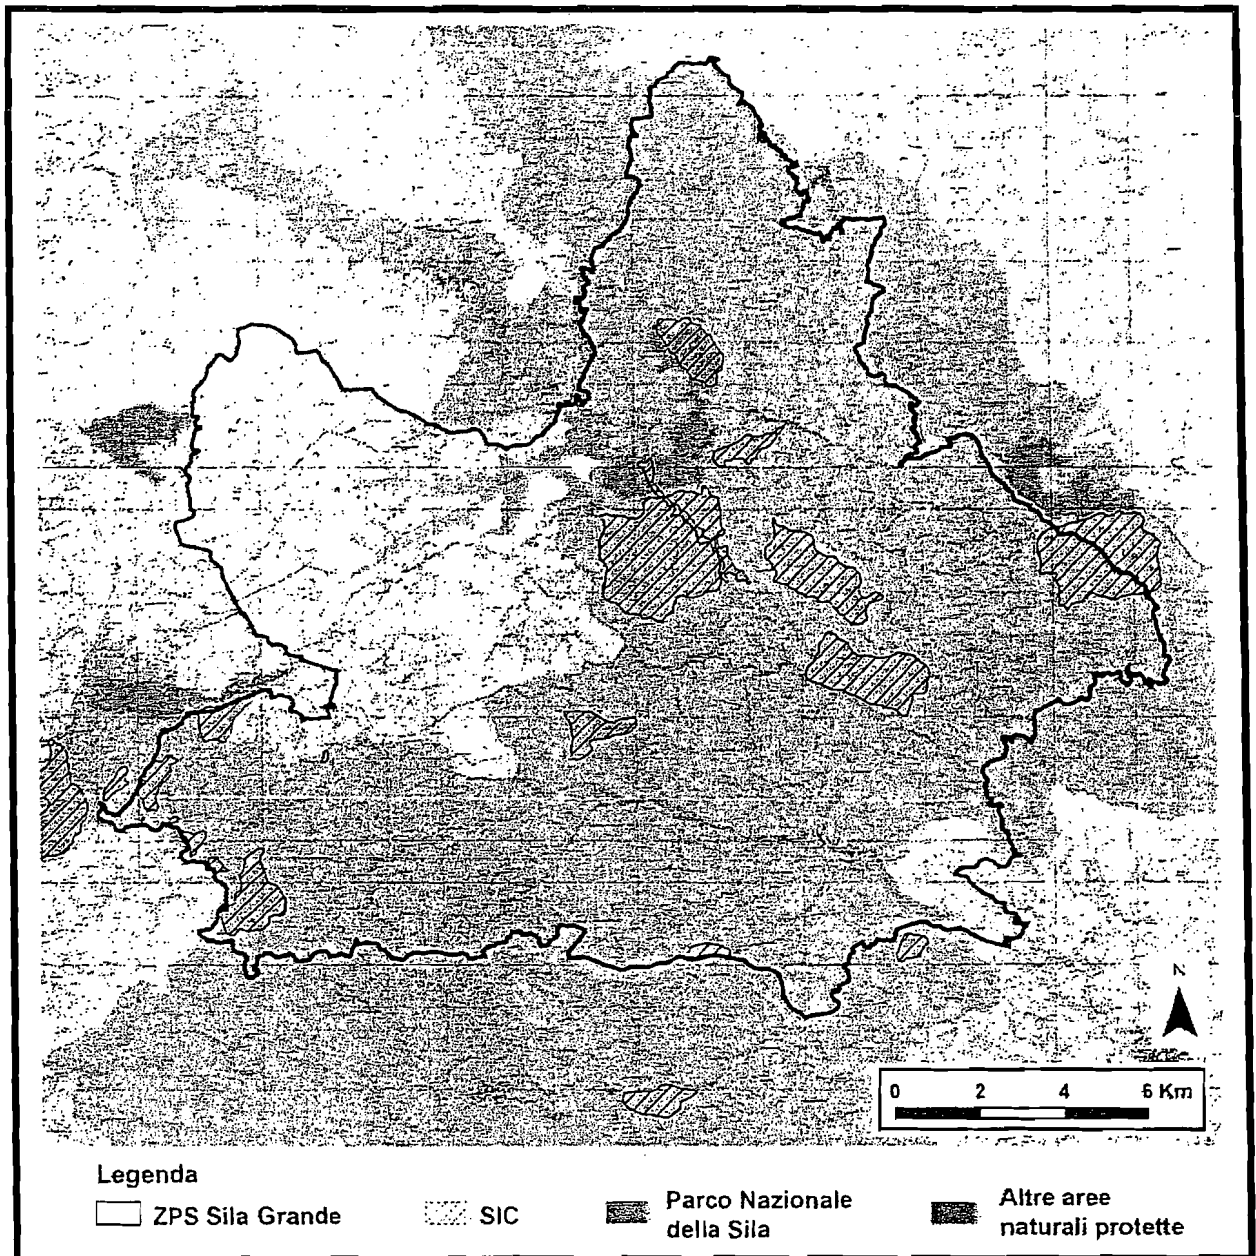 N
0 2 4 6 Km
Legenda
ZPS Sila Grande
SIC
Parco Nazionale
della Sila
Altre aree
naturali protette